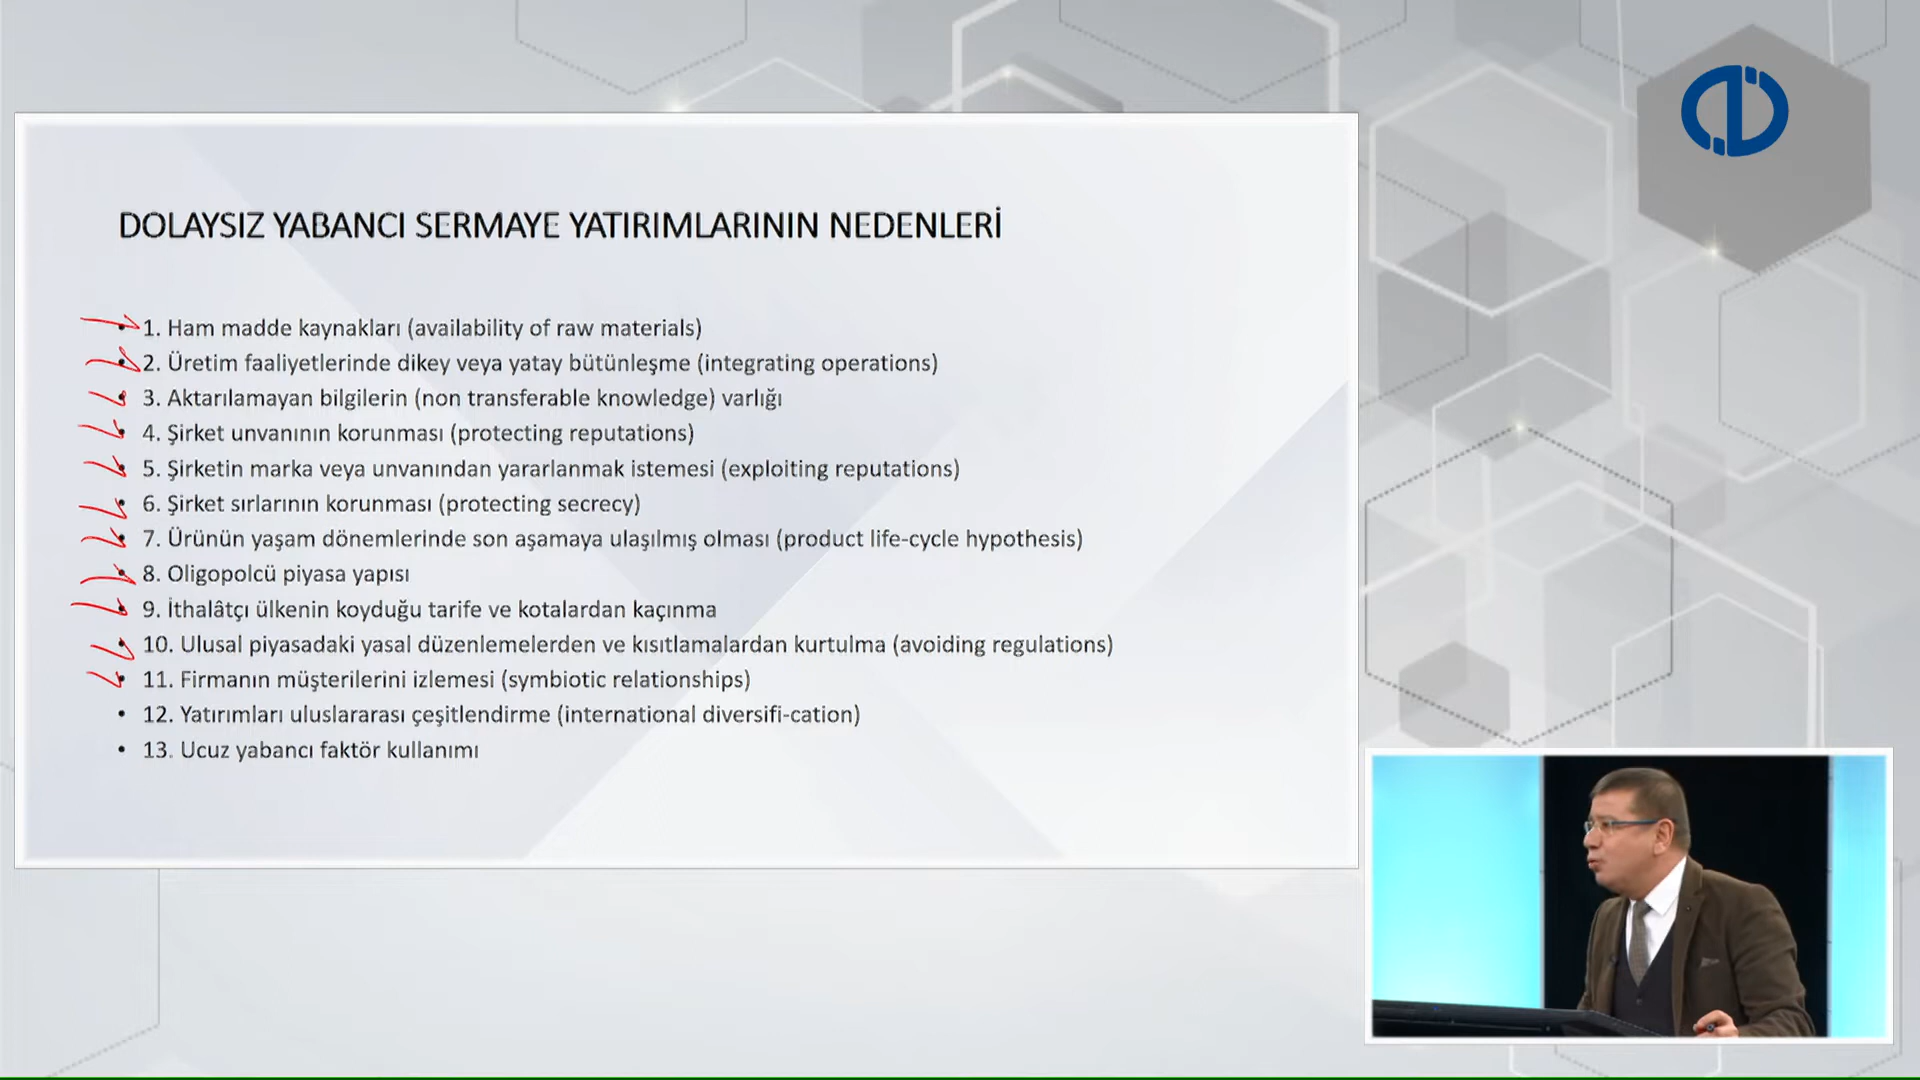 DOLAYSIZ YABANCI SERMAYE YATIRIMLARININ NEDENLERİ
• 1. Ham madde kaynakları (availability of raw materials)
• 2. Üretim faaliyetlerinde dikey veya yatay bütünleşme (integrating operations)
• 3. Aktarılamayan bilgilerin (non transferable knowledge) varlığı
• 4. Şirket unvanının korunması (protecting reputations)
• 5. Şirketin marka veya unvanından yararlanmak istemesi (exploiting reputations)
• 6. Şirket sırlarının korunması (protecting secrecy)
• 7. Ürünün yaşam dönemlerinde son aşamaya ulaşılmış olması (product life-cycle hypothesis)
• 8. Oligopolcü piyasa yapısı
• 9. İthalâtçı ülkenin koyduğu tarife ve kotalardan kaçınma
• 10. Ulusal piyasadaki yasal düzenlemelerden ve kısıtlamalardan kurtulma (avoiding regulations)
• 11. Firmanın müşterilerini izlemesi (symbiotic relationships)
• 12. Yatırımları uluslararası çeşitlendirme (international diversifi-cation)
• 13. Ucuz yabancı faktör kullanımı